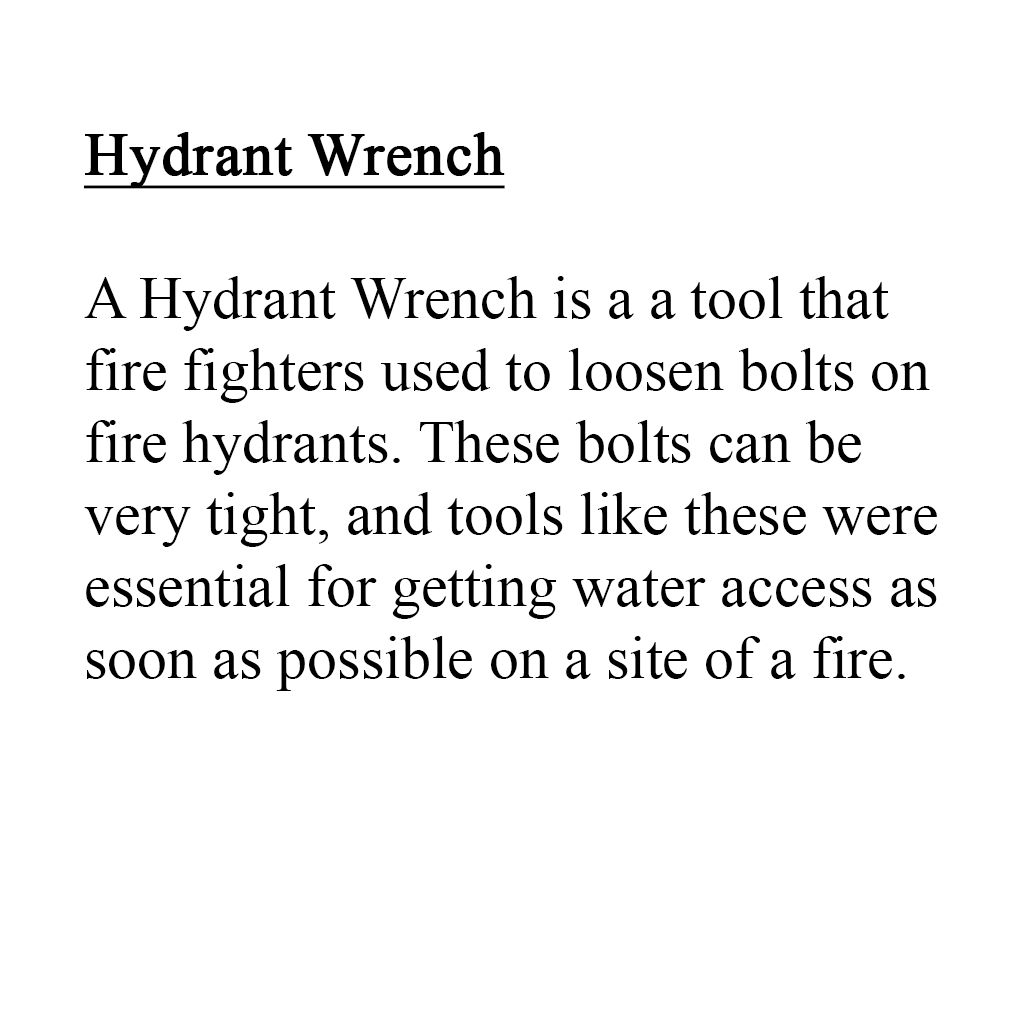 Hydrant Wrench
A Hydrant Wrench is a a tool that
fire fighters used to loosen bolts on
fire hydrants. These bolts can be
very tight, and tools like these were
essential for getting water access as
soon as possible on a site of a fire.